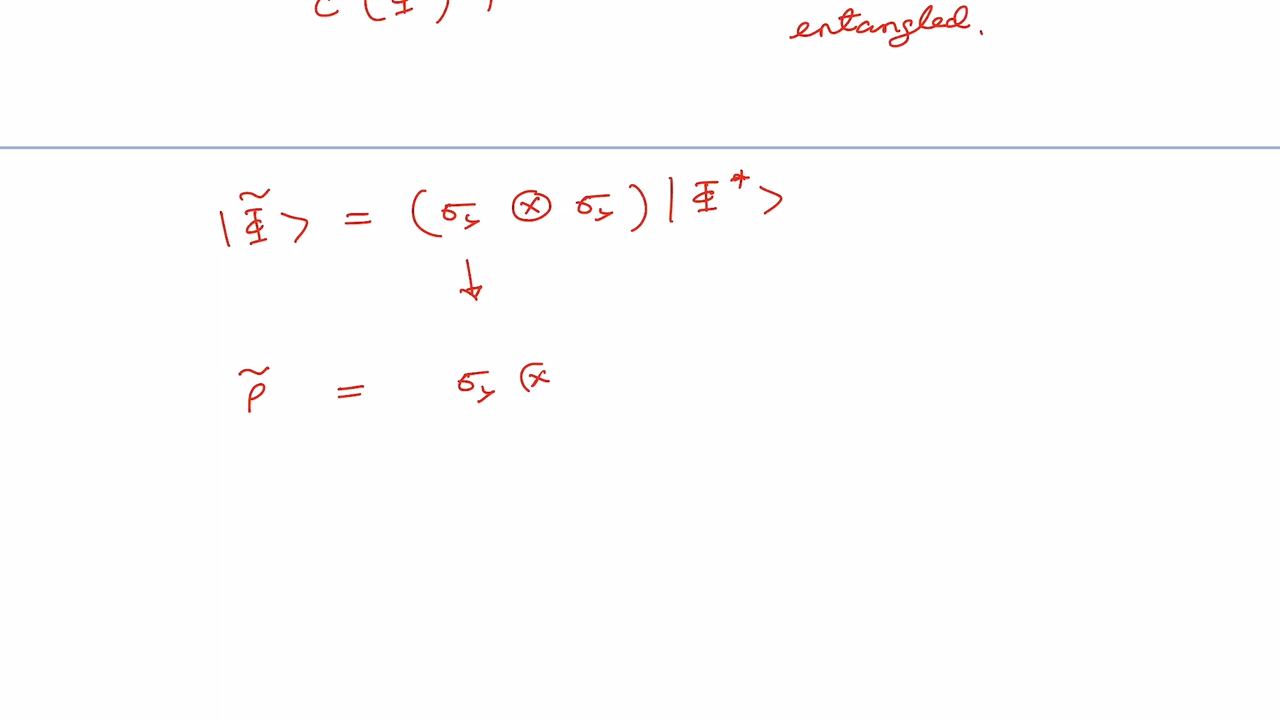 entangled.
|Φ̃> = (σy ⊗ σy) |Φ*>
↓
ρ̃ = σy (x